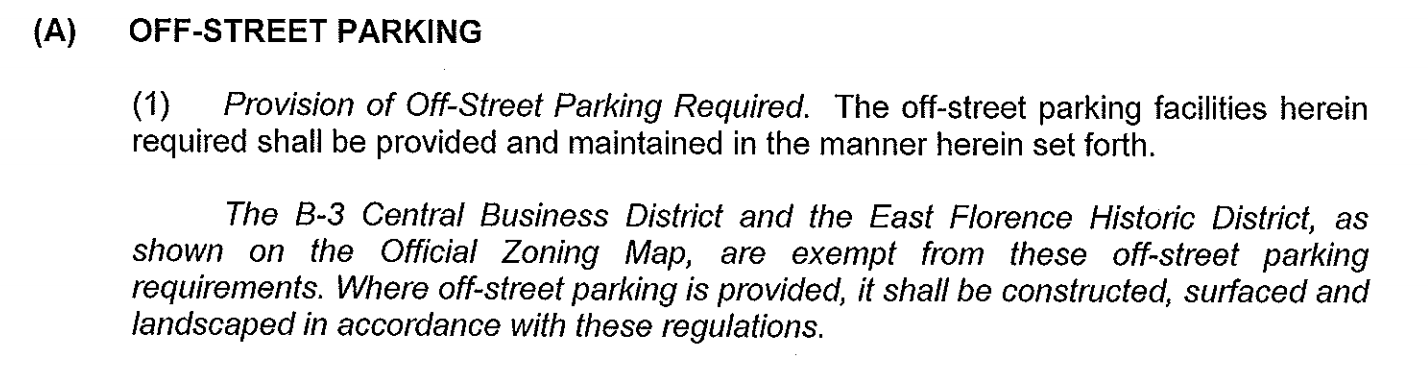 (A) OFF-STREET PARKING
(1) Provision of Off-Street Parking Required. The off-street parking facilities herein
required shall be provided and maintained in the manner herein set forth.
The B-3 Central Business District and the East Florence Historic District, as
shown on the Official Zoning Map, are exempt from these off-street parking
requirements. Where off-street parking is provided, it shall be constructed, surfaced and
landscaped in accordance with these regulations.